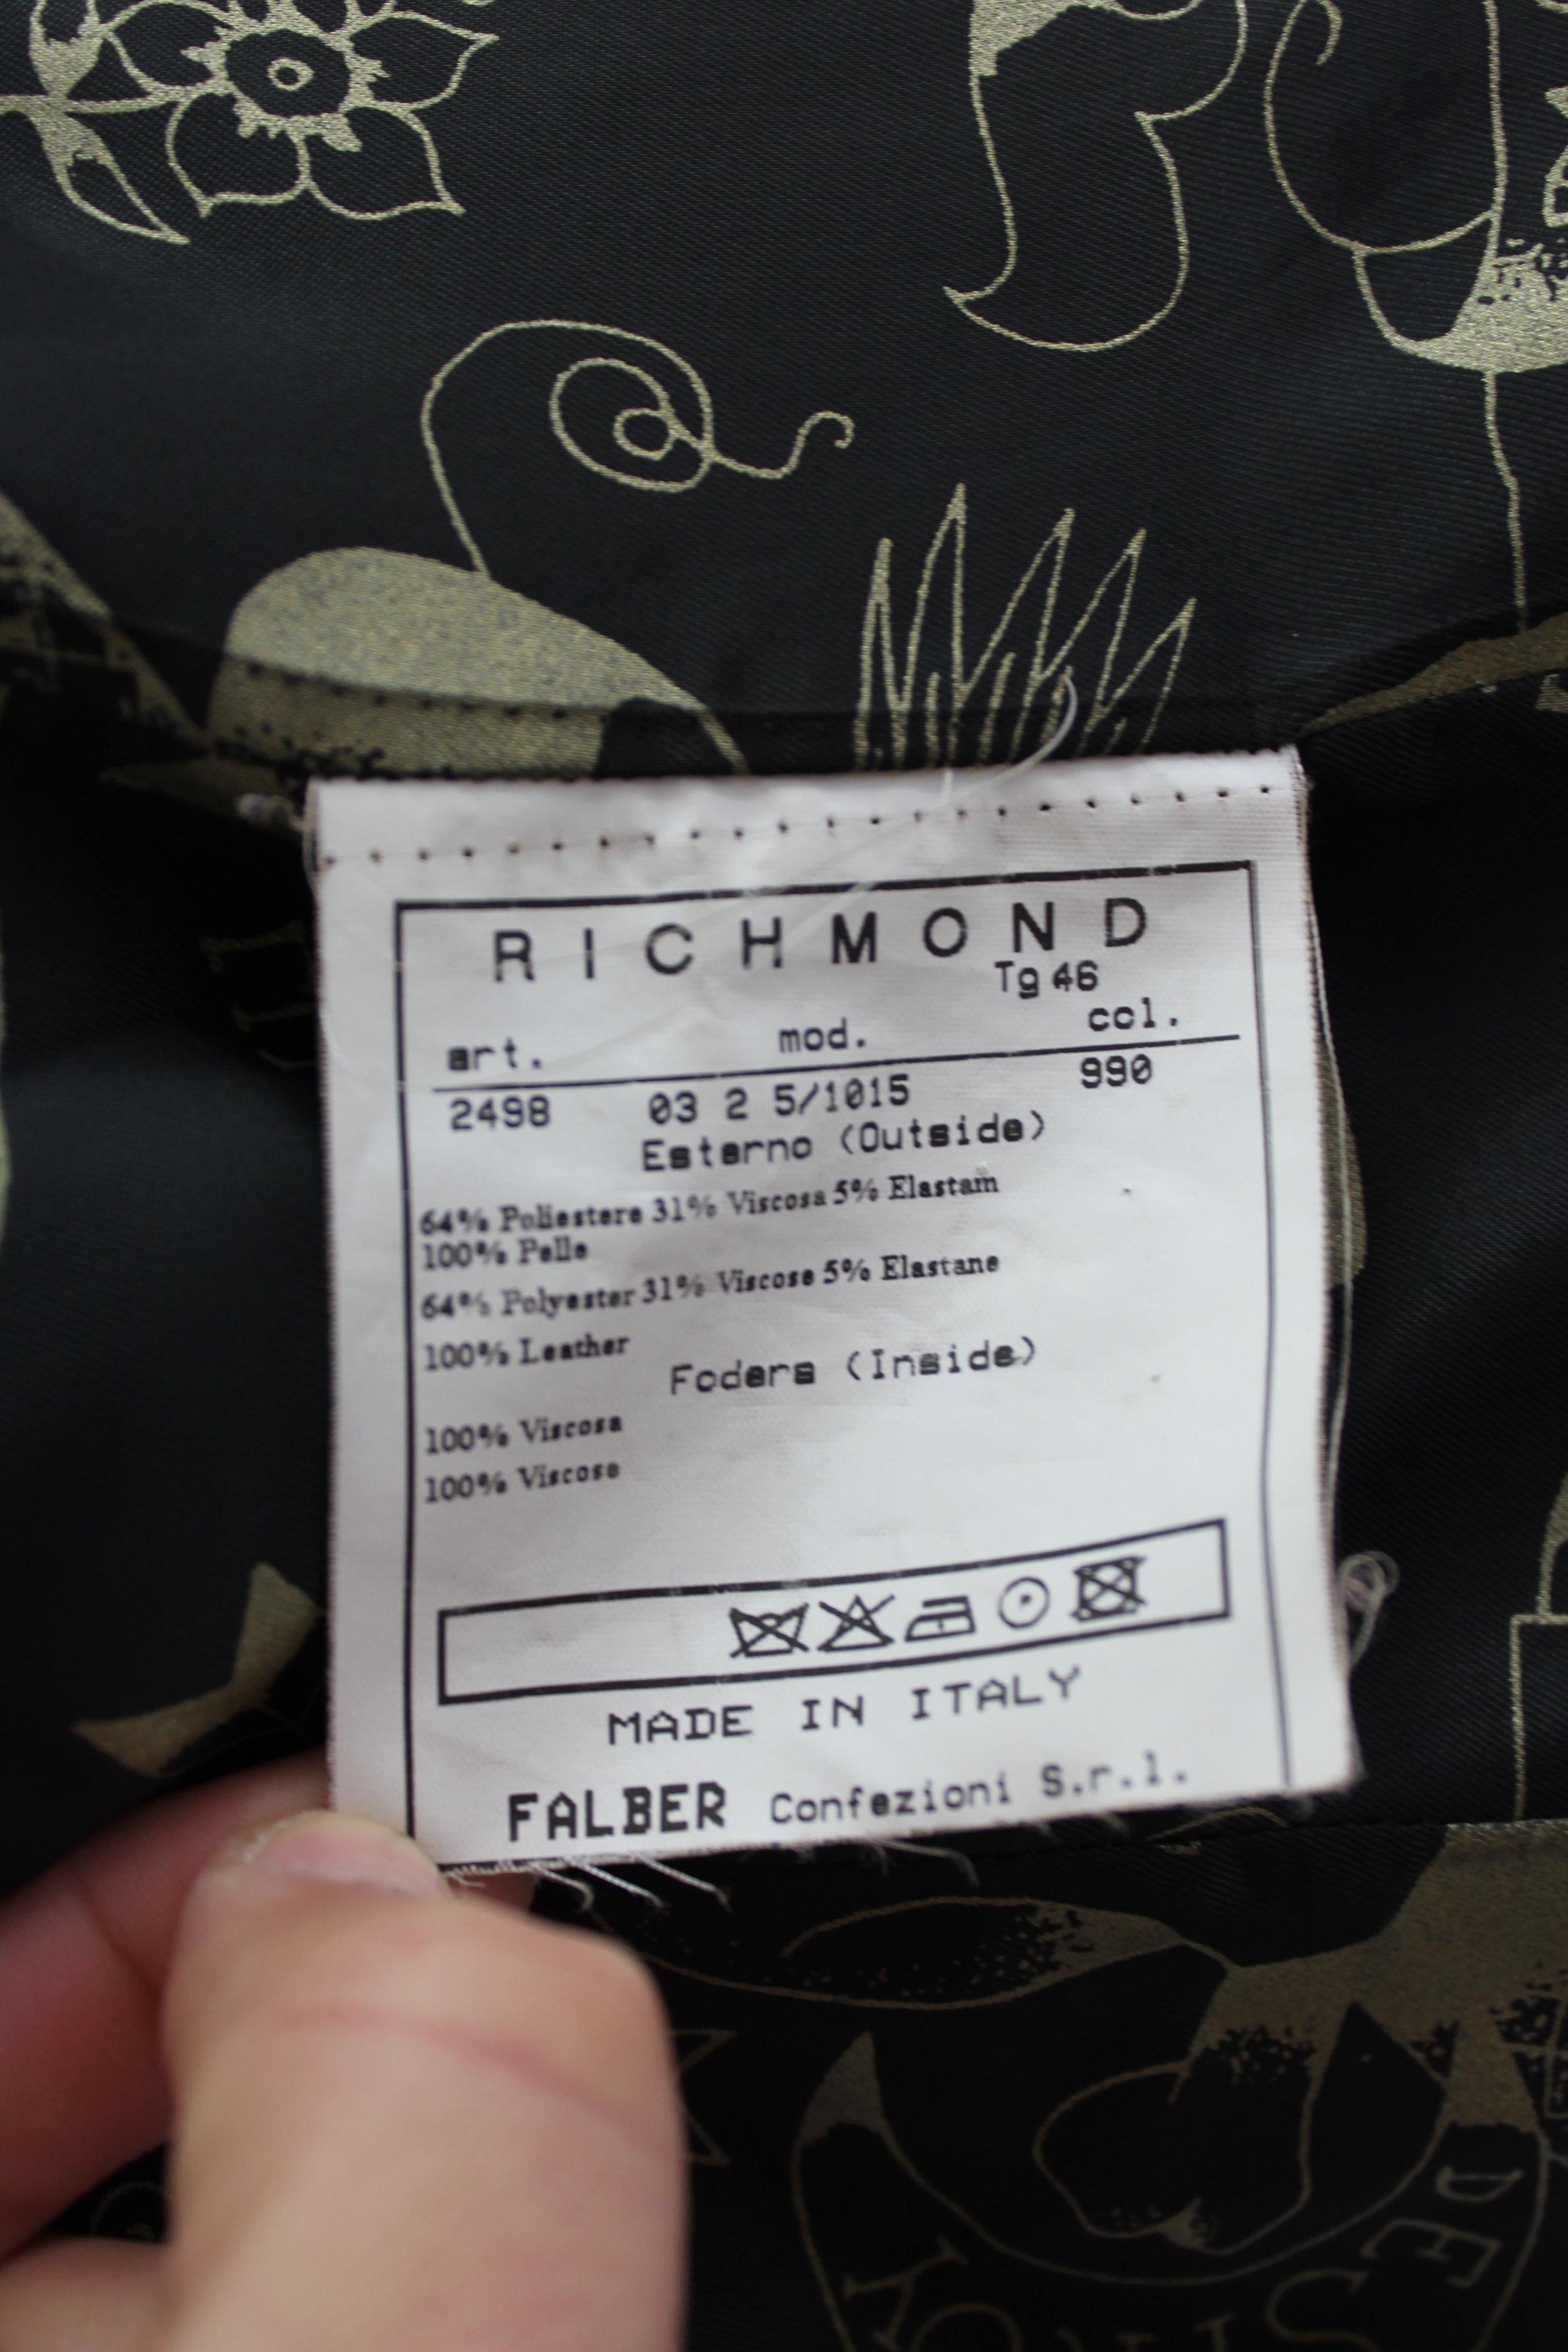 RICHMOND
Tg 46
art. mod. col.
2498 03 2 5/1015 990
Esterno (Outside)
64% Poliestere 31% Viscosa 5% Elastam
100% Pelle
64% Polyester 31% Viscose 5% Elastane
100% Leather
Fodera (Inside)
100% Viscosa
100% Viscose
MADE IN ITALY
FALBER Confezioni S.r.l.